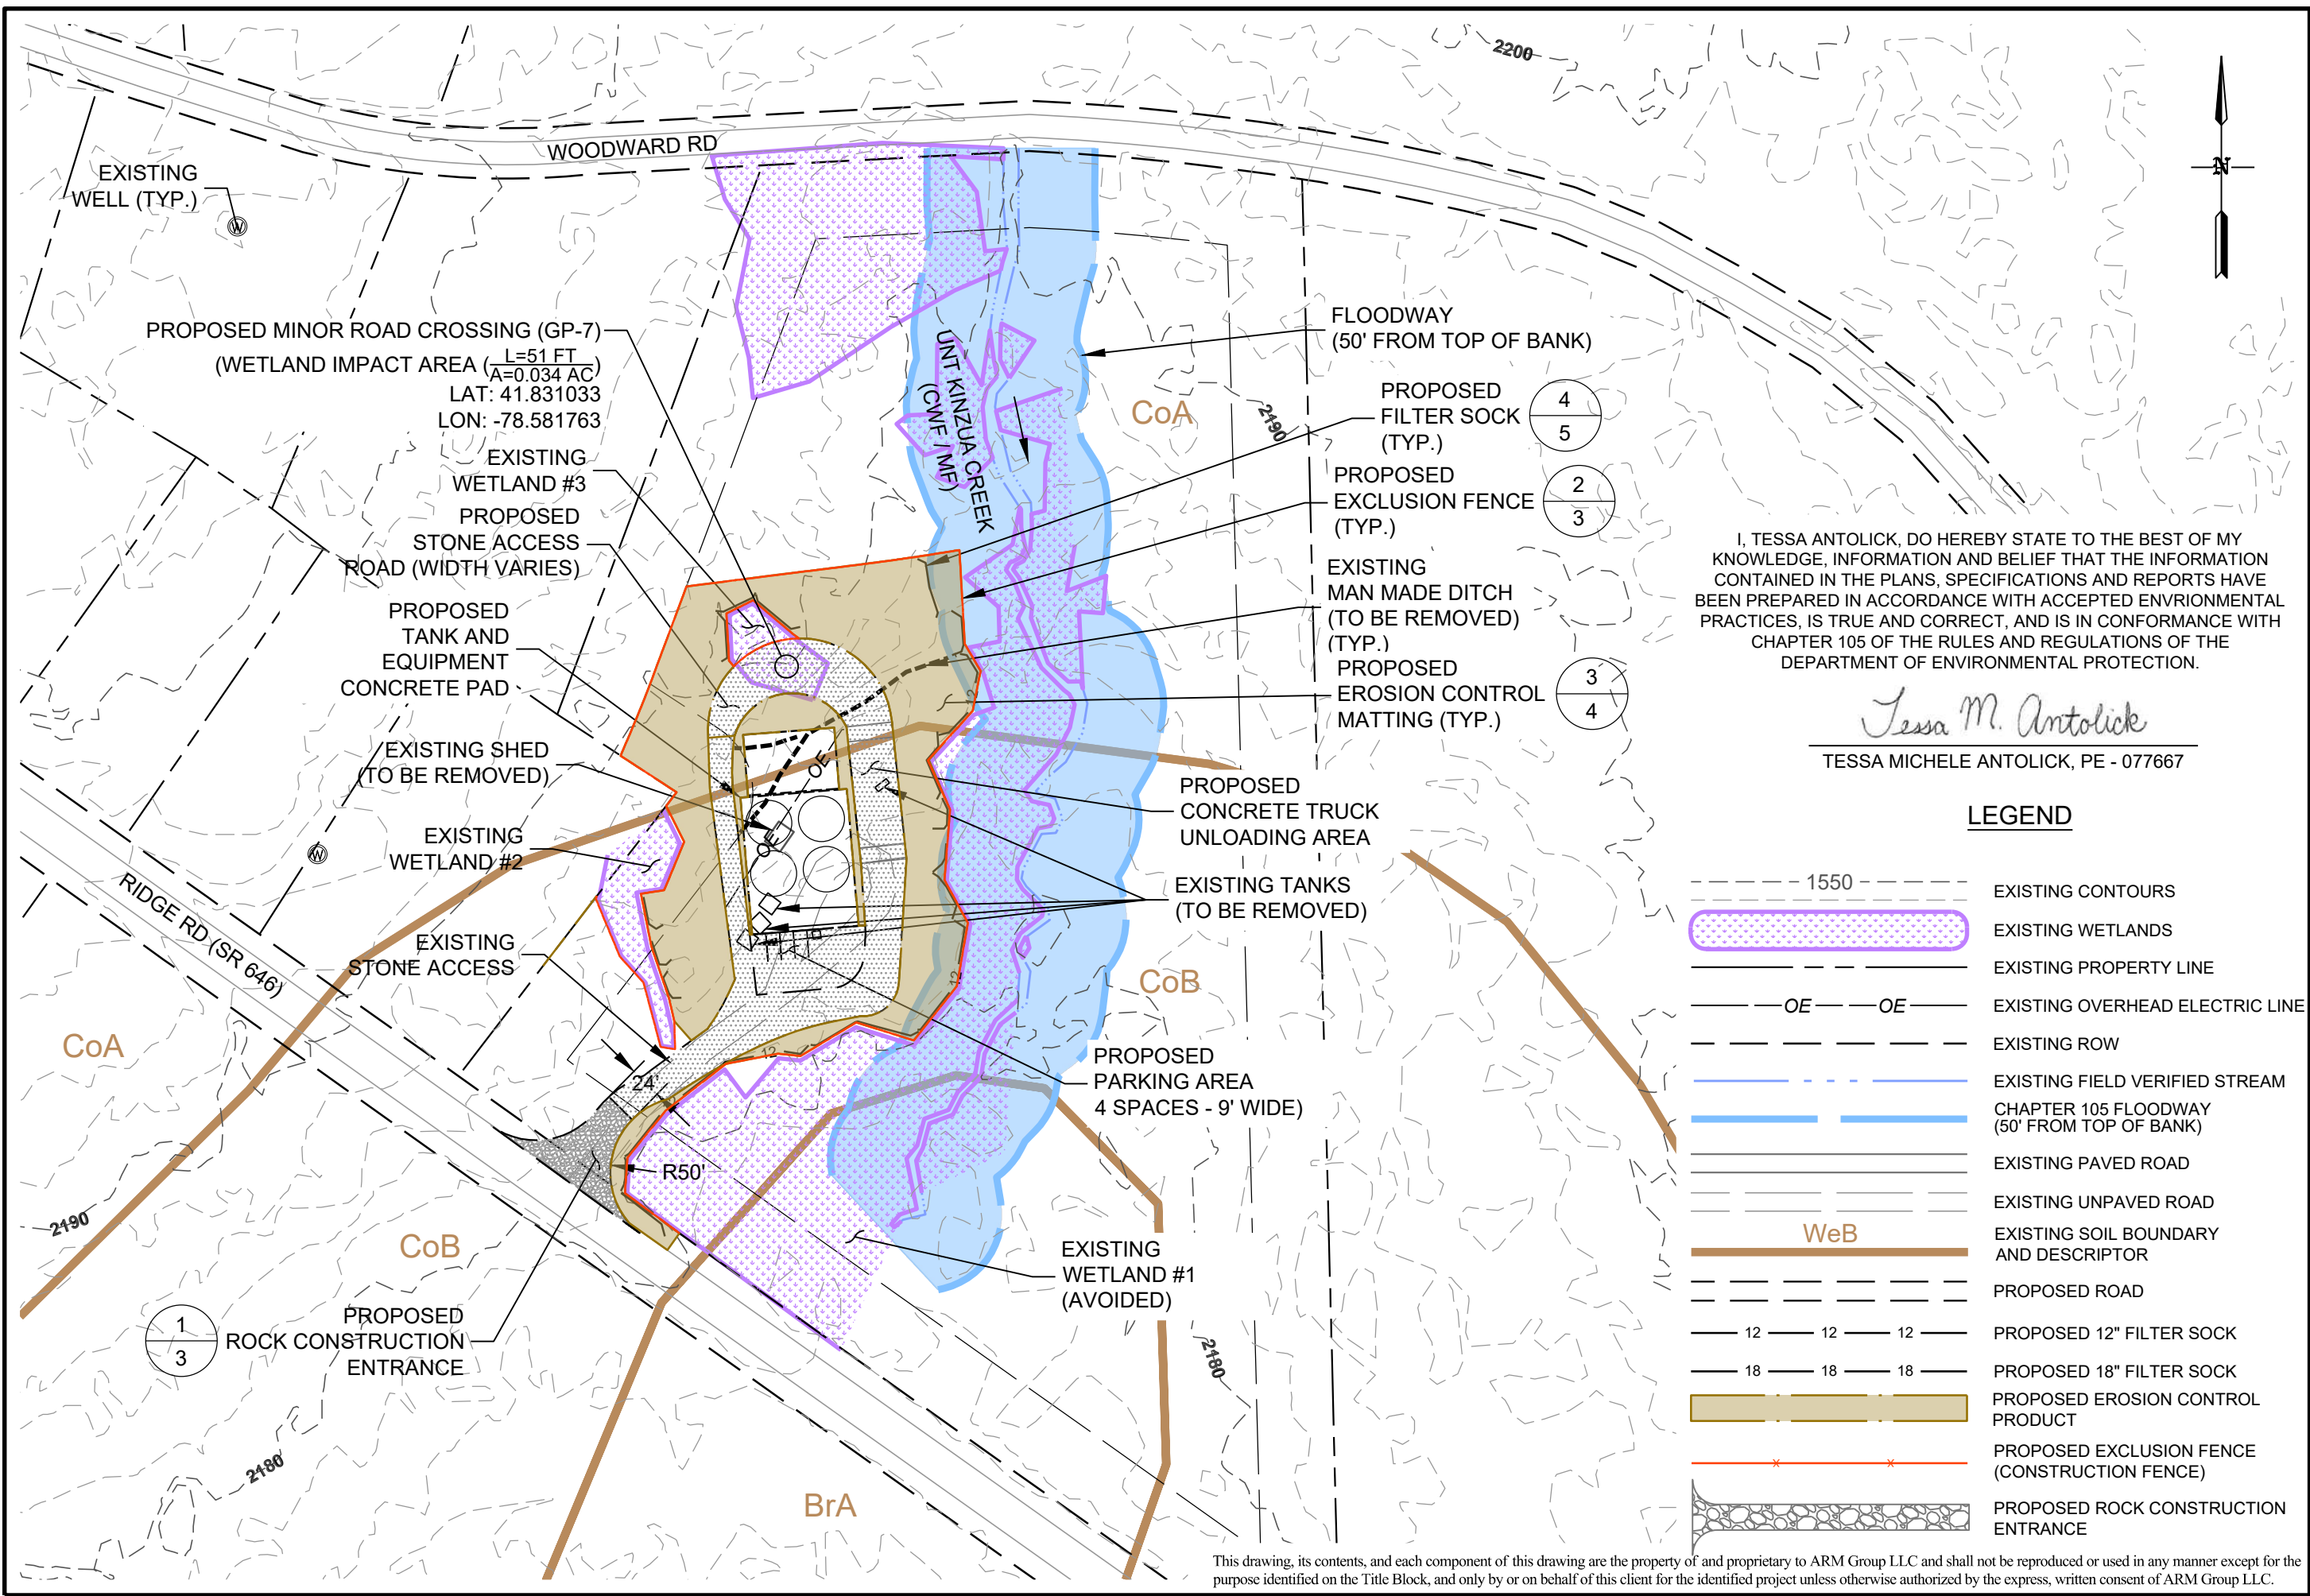 2200
WOODWARD RD
N
EXISTING
WELL (TYP.)
W
PROPOSED MINOR ROAD CROSSING (GP-7)
(WETLAND IMPACT AREA (L=51 FT
A=0.034 AC)
LAT: 41.831033
LON: -78.581763
EXISTING
WETLAND #3
PROPOSED
STONE ACCESS
ROAD (WIDTH VARIES)
PROPOSED
TANK AND
EQUIPMENT
CONCRETE PAD
EXISTING SHED
(TO BE REMOVED)
EXISTING
WETLAND #2
W
RIDGE RD (SR 646)
EXISTING
STONE ACCESS
CoA
2190
CoB
1
3
PROPOSED
ROCK CONSTRUCTION
ENTRANCE
2180
BrA
24'
R50'
12
12
12
OE
OE
UNT KINZUA CREEK
(CWF / MF)
CoA
2190
FLOODWAY
(50' FROM TOP OF BANK)
PROPOSED
FILTER SOCK
(TYP.)
4
5
PROPOSED
EXCLUSION FENCE
(TYP.)
2
3
EXISTING
MAN MADE DITCH
(TO BE REMOVED)
(TYP.)
PROPOSED
EROSION CONTROL
MATTING (TYP.)
3
4
PROPOSED
CONCRETE TRUCK
UNLOADING AREA
EXISTING TANKS
(TO BE REMOVED)
CoB
PROPOSED
PARKING AREA
4 SPACES - 9' WIDE)
EXISTING
WETLAND #1
(AVOIDED)
2180
I, TESSA ANTOLICK, DO HEREBY STATE TO THE BEST OF MY
KNOWLEDGE, INFORMATION AND BELIEF THAT THE INFORMATION
CONTAINED IN THE PLANS, SPECIFICATIONS AND REPORTS HAVE
BEEN PREPARED IN ACCORDANCE WITH ACCEPTED ENVRIONMENTAL
PRACTICES, IS TRUE AND CORRECT, AND IS IN CONFORMANCE WITH
CHAPTER 105 OF THE RULES AND REGULATIONS OF THE
DEPARTMENT OF ENVIRONMENTAL PROTECTION.
Tessa M. Antolick
TESSA MICHELE ANTOLICK, PE - 077667
LEGEND
1550
EXISTING CONTOURS
EXISTING WETLANDS
EXISTING PROPERTY LINE
OE OE
EXISTING OVERHEAD ELECTRIC LINE
EXISTING ROW
EXISTING FIELD VERIFIED STREAM
CHAPTER 105 FLOODWAY
(50' FROM TOP OF BANK)
EXISTING PAVED ROAD
EXISTING UNPAVED ROAD
WeB
EXISTING SOIL BOUNDARY
AND DESCRIPTOR
PROPOSED ROAD
12 12 12
PROPOSED 12" FILTER SOCK
18 18 18
PROPOSED 18" FILTER SOCK
PROPOSED EROSION CONTROL
PRODUCT
x x
PROPOSED EXCLUSION FENCE
(CONSTRUCTION FENCE)
PROPOSED ROCK CONSTRUCTION
ENTRANCE
This drawing, its contents, and each component of this drawing are the property of and proprietary to ARM Group LLC and shall not be reproduced or used in any manner except for the
purpose identified on the Title Block, and only by or on behalf of this client for the identified project unless otherwise authorized by the express, written consent of ARM Group LLC.